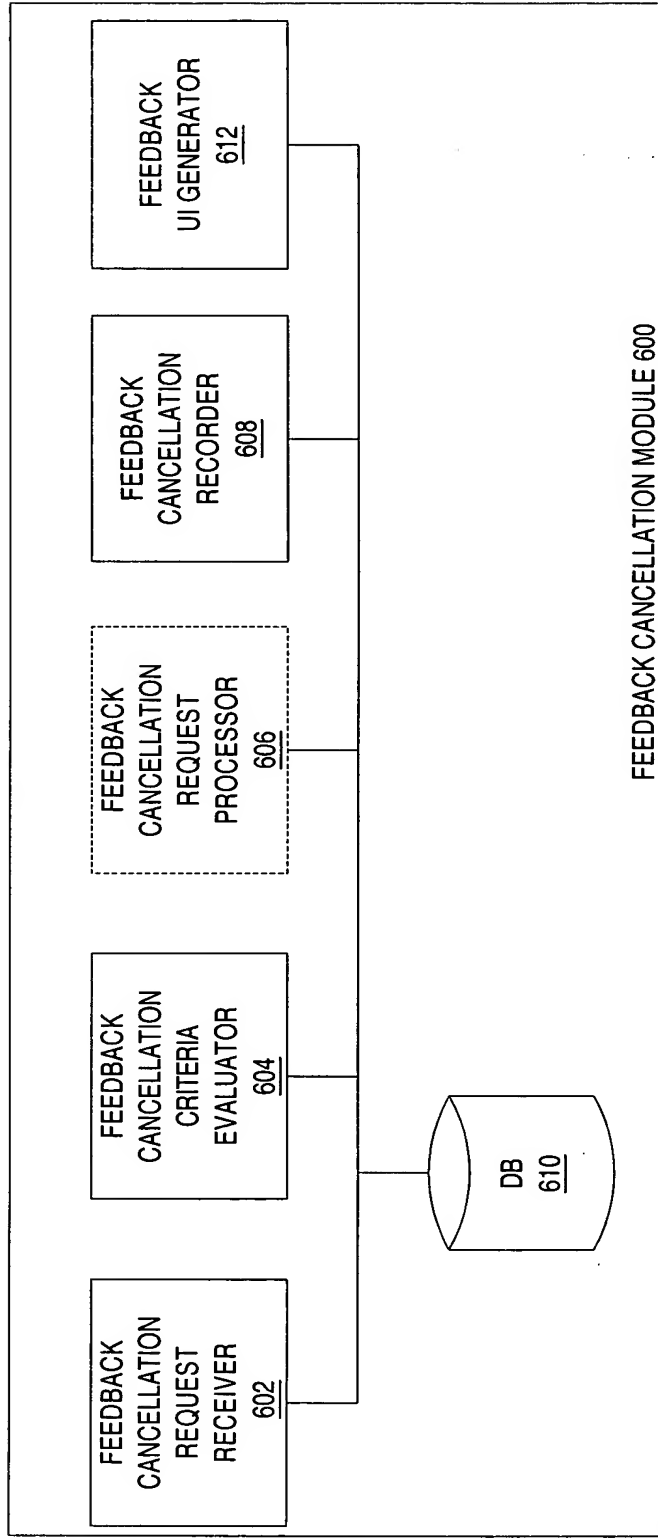 FEEDBACK
CANCELLATION
REQUEST
RECEIVER
602
FEEDBACK
CANCELLATION
CRITERIA
EVALUATOR
604
FEEDBACK
CANCELLATION
REQUEST
PROCESSOR
606
FEEDBACK
CANCELLATION
RECORDER
608
FEEDBACK
UI GENERATOR
612
DB
610
FEEDBACK CANCELLATION MODULE 600